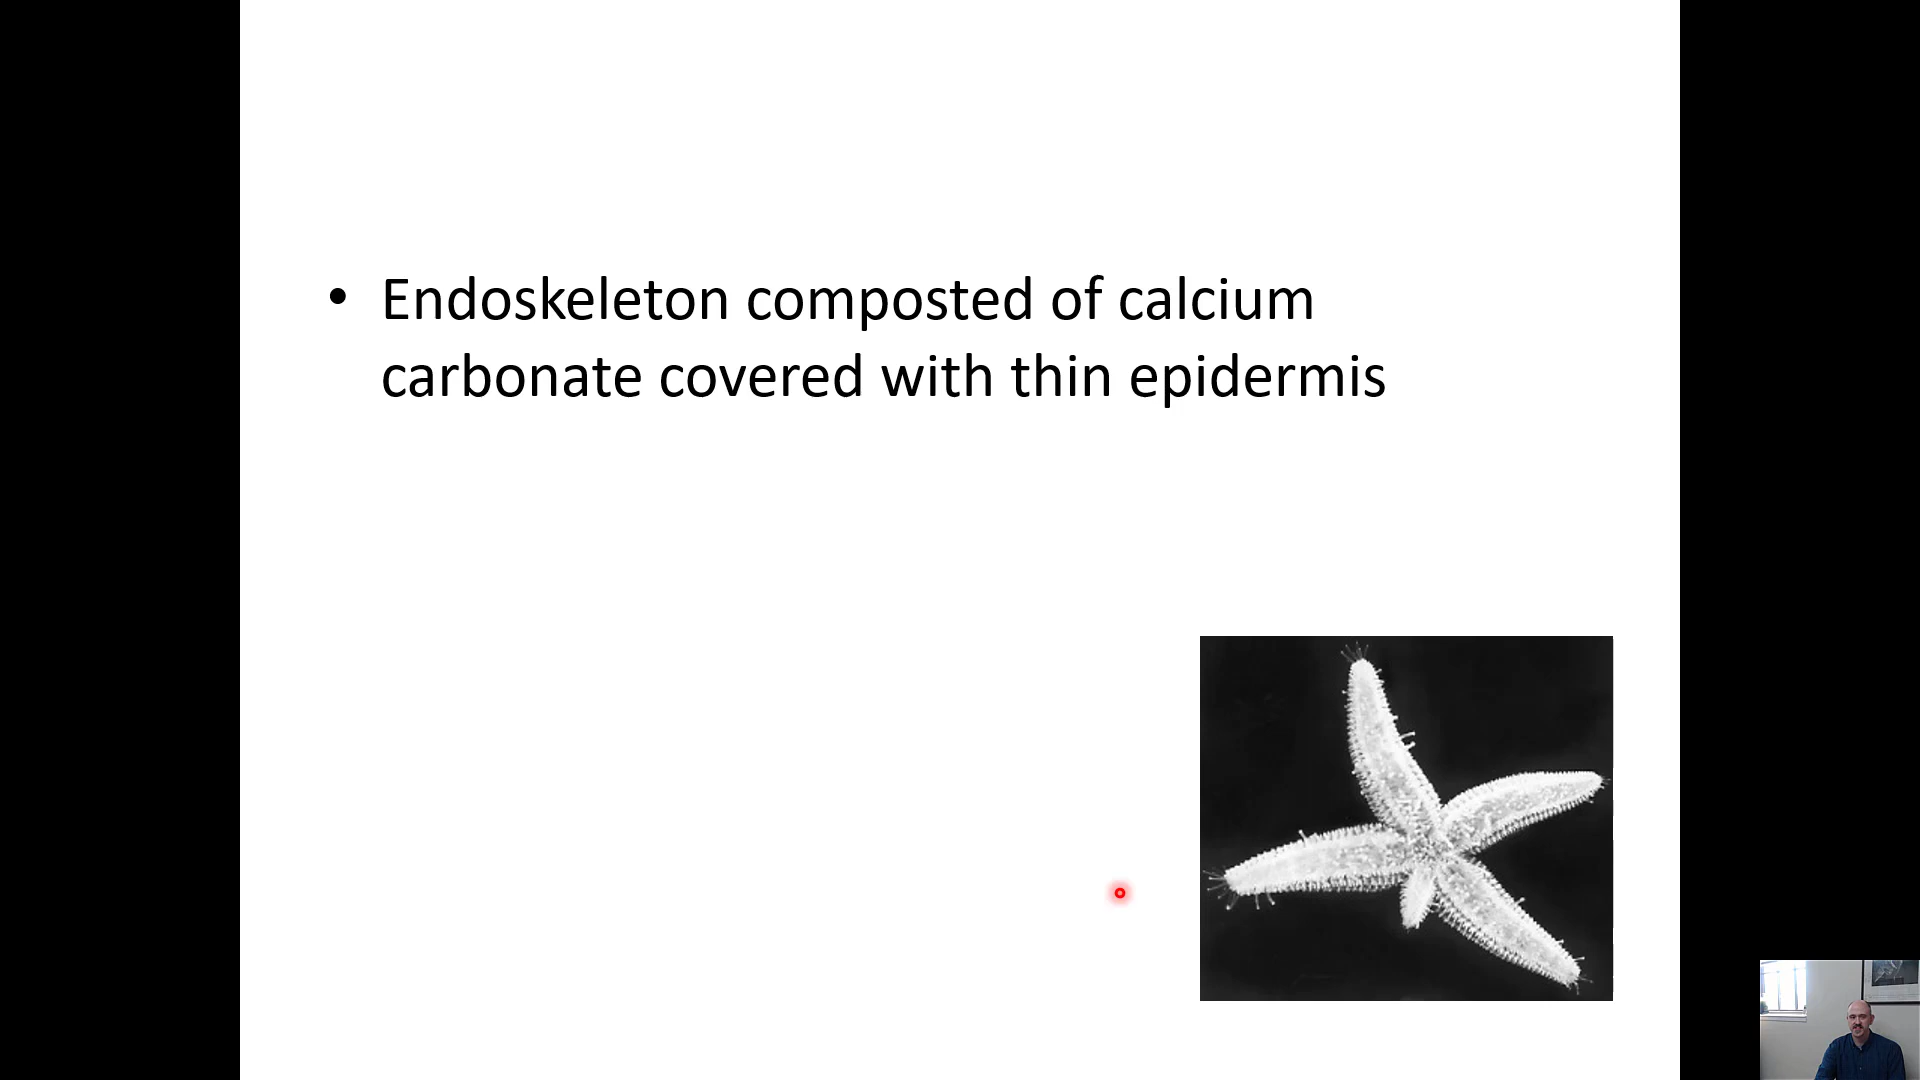 • Endoskeleton composted of calcium
carbonate covered with thin epidermis